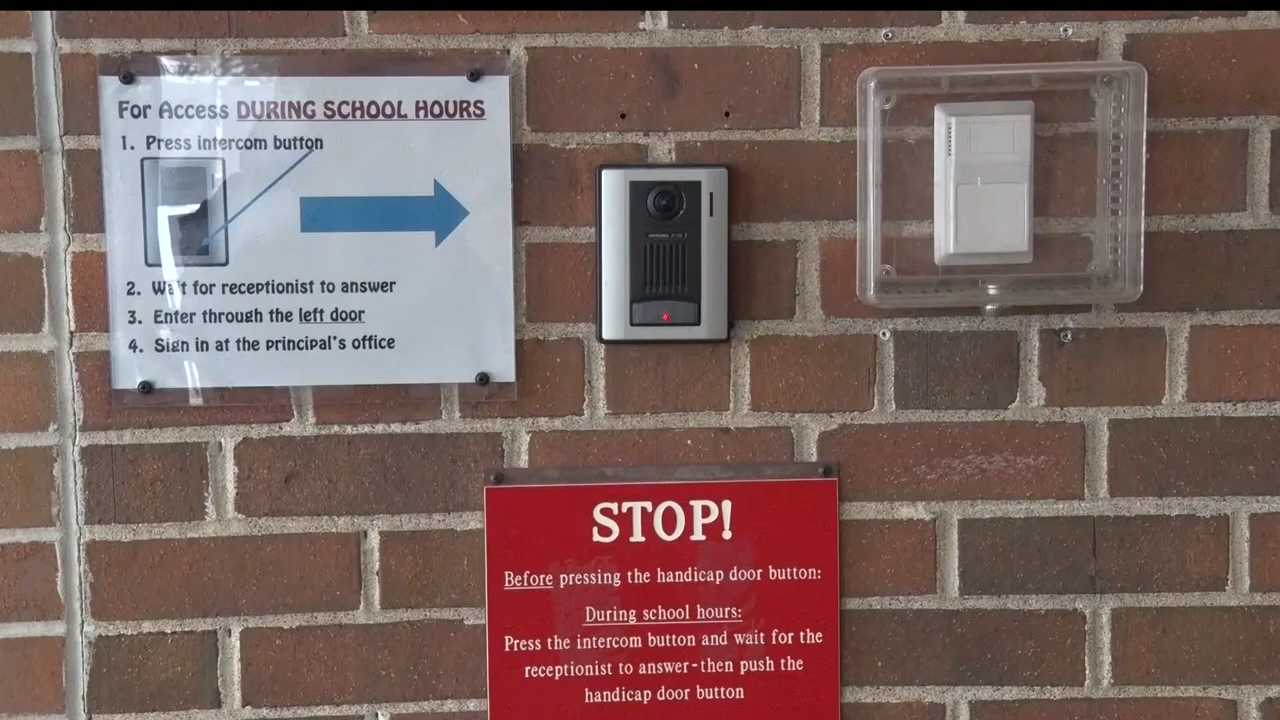 For Access DURING SCHOOL HOURS
1. Press intercom button
2. Wait for receptionist to answer
3. Enter through the left door
4. Sign in at the principal's office
STOP!
Before pressing the handicap door button:
During school hours:
Press the intercom button and wait for the
receptionist to answer-then push the
handicap door button